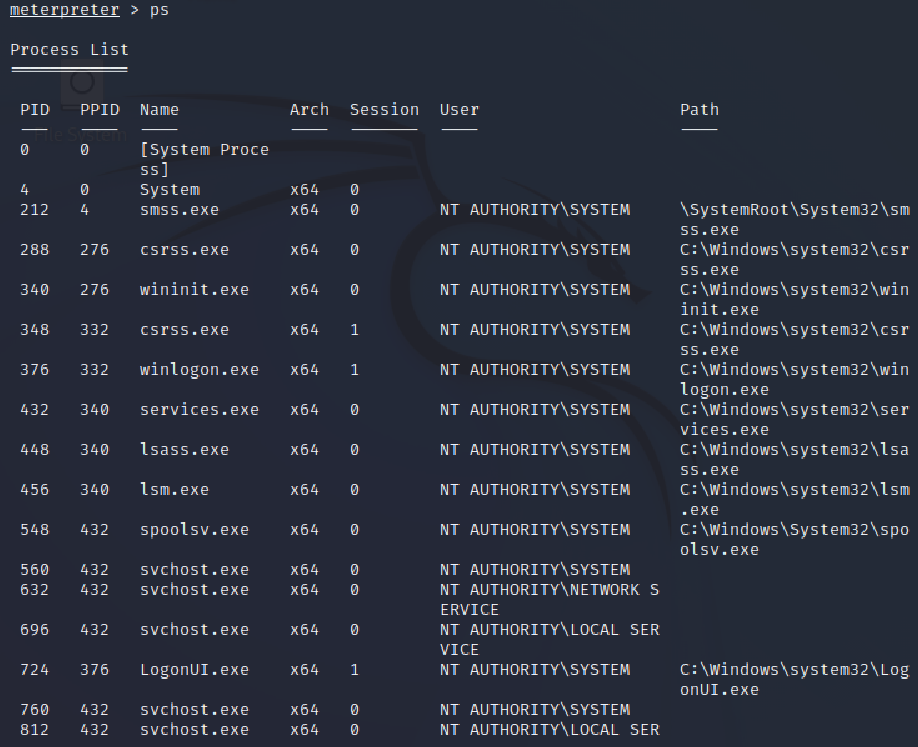 meterpreter > ps
Process List
PID PPID Name Arch Session User Path
0 0 [System Proce
ss]
4 0 System x64 0
212 4 smss.exe x64 0 NT AUTHORITY\SYSTEM \SystemRoot\System32\sm
ss.exe
288 276 csrss.exe x64 0 NT AUTHORITY\SYSTEM C:\Windows\system32\csr
ss.exe
340 276 wininit.exe x64 0 NT AUTHORITY\SYSTEM C:\Windows\system32\win
init.exe
348 332 csrss.exe x64 1 NT AUTHORITY\SYSTEM C:\Windows\system32\csr
ss.exe
376 332 winlogon.exe x64 1 NT AUTHORITY\SYSTEM C:\Windows\system32\win
logon.exe
432 340 services.exe x64 0 NT AUTHORITY\SYSTEM C:\Windows\system32\ser
vices.exe
448 340 lsass.exe x64 0 NT AUTHORITY\SYSTEM C:\Windows\system32\lsa
ss.exe
456 340 lsm.exe x64 0 NT AUTHORITY\SYSTEM C:\Windows\system32\lsm
.exe
548 432 spoolsv.exe x64 0 NT AUTHORITY\SYSTEM C:\Windows\System32\spo
olsv.exe
560 432 svchost.exe x64 0 NT AUTHORITY\SYSTEM
632 432 svchost.exe x64 0 NT AUTHORITY\NETWORK S
ERVICE
696 432 svchost.exe x64 0 NT AUTHORITY\LOCAL SER
VICE
724 376 LogonUI.exe x64 1 NT AUTHORITY\SYSTEM C:\Windows\system32\Log
onUI.exe
760 432 svchost.exe x64 0 NT AUTHORITY\SYSTEM
812 432 svchost.exe x64 0 NT AUTHORITY\LOCAL SER
File System